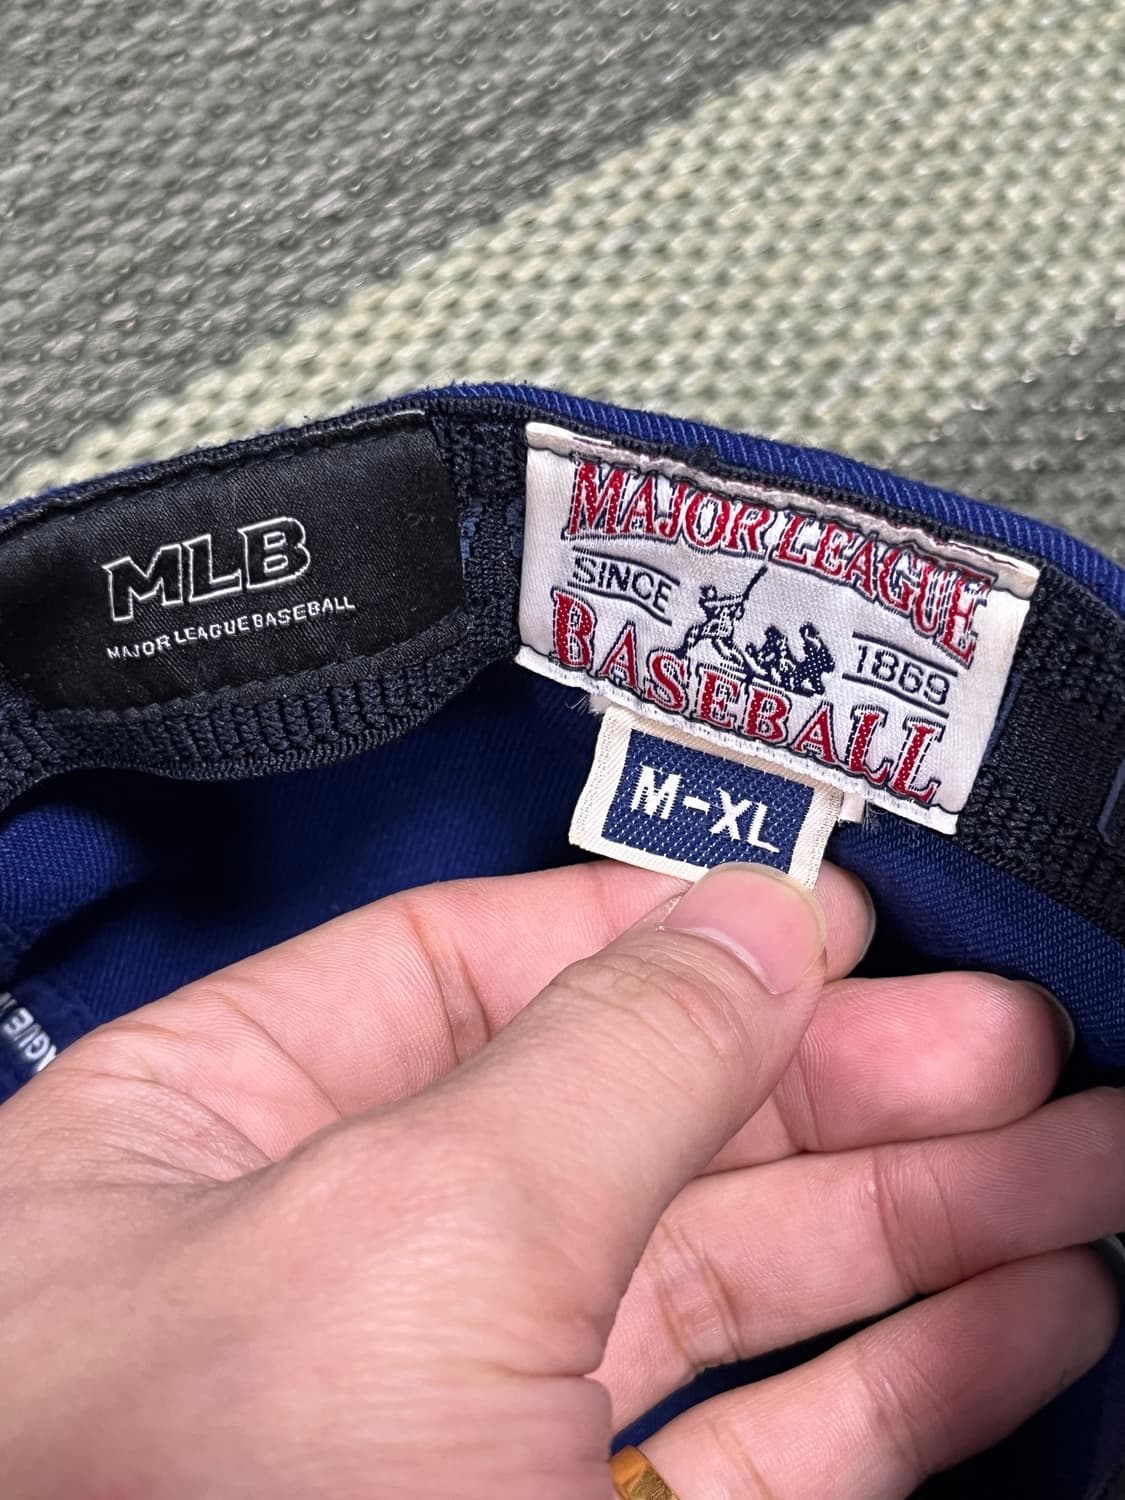 MLB
MAJOR LEAGUE BASEBALL
MAJOR LEAGUE
SINCE 1869
BASEBALL
M-XL